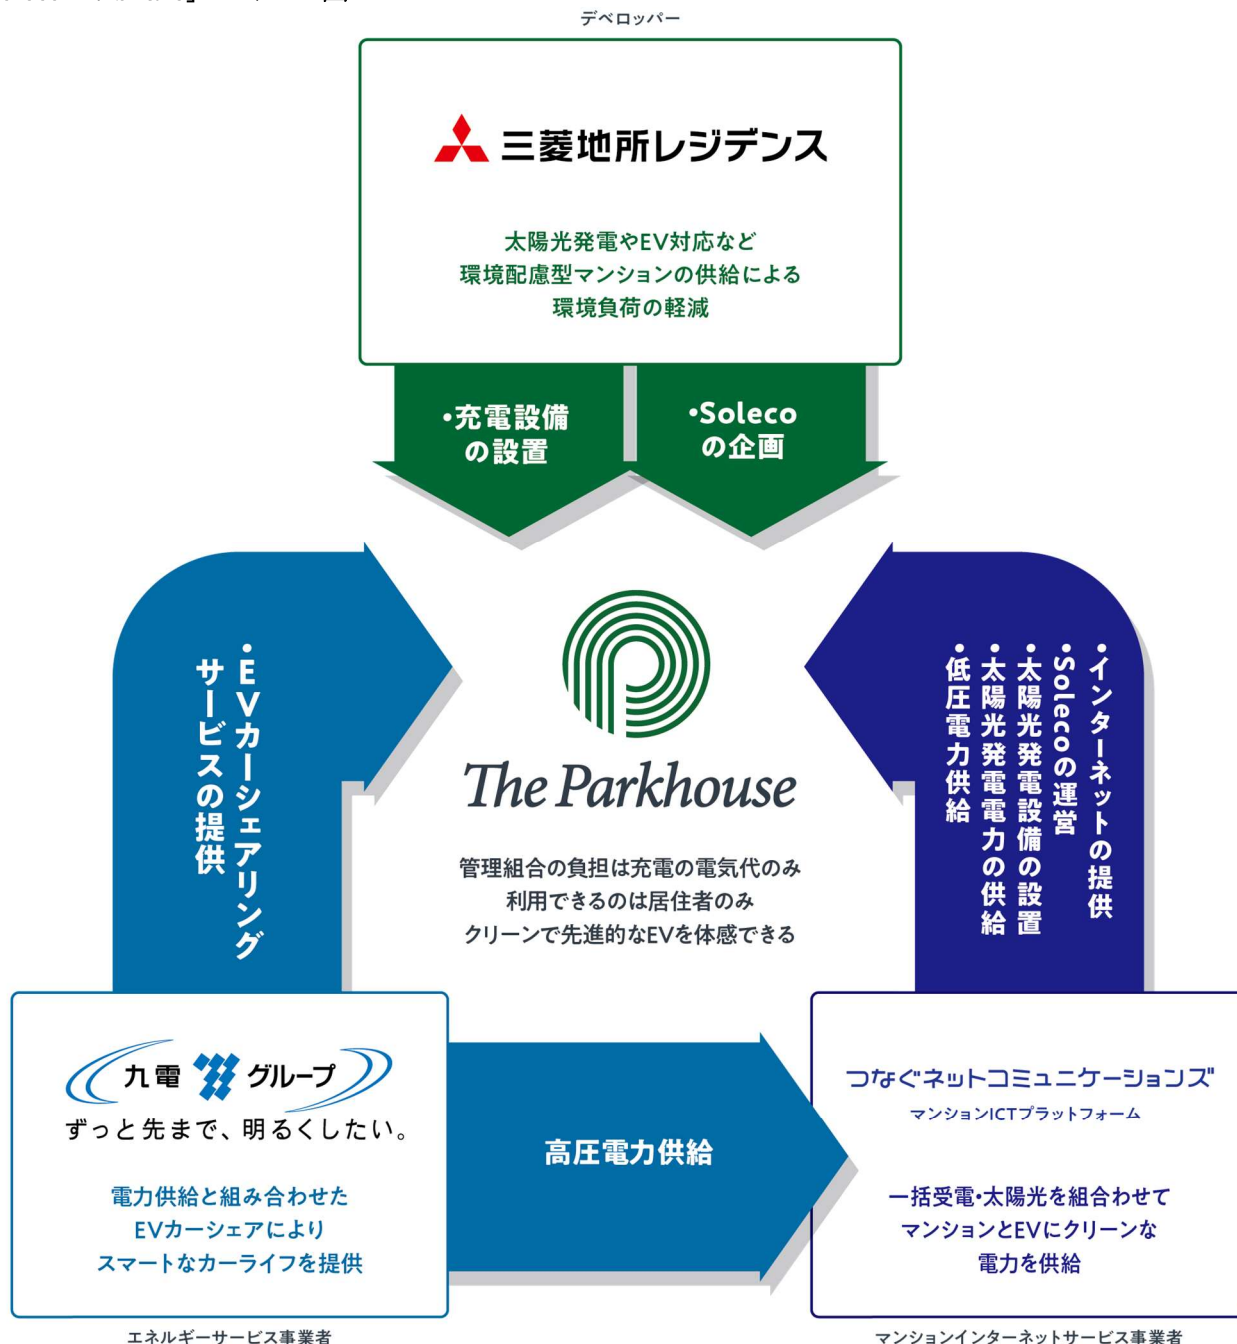 デベロッパー
三菱地所レジデンス
太陽光発電やEV対応など
環境配慮型マンションの供給による
環境負荷の軽減
•充電設備
の設置
•Soleco
の企画
•EVカーシェアリング
サービスの提供
•インターネットの提供
•Solecoの運営
•太陽光発電設備の設置
•太陽光発電電力の供給
•低圧電力供給
The Parkhouse
管理組合の負担は充電の電気代のみ
利用できるのは居住者のみ
クリーンで先進的なEVを体感できる
九電グループ
ずっと先まで、明るくしたい。
電力供給と組み合わせた
EVカーシェアにより
スマートなカーライフを提供
エネルギーサービス事業者
高圧電力供給
つなぐネットコミュニケーションズ
マンションICTプラットフォーム
一括受電・太陽光を組合わせて
マンションとEVにクリーンな
電力を供給
マンションインターネットサービス事業者